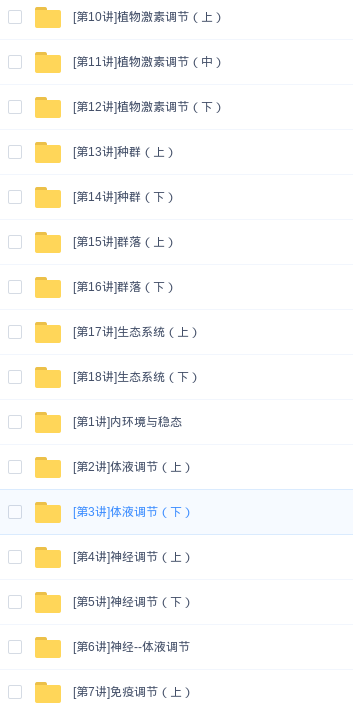 [第10讲]植物激素调节（上）
[第11讲]植物激素调节（中）
[第12讲]植物激素调节（下）
[第13讲]种群（上）
[第14讲]种群（下）
[第15讲]群落（上）
[第16讲]群落（下）
[第17讲]生态系统（上）
[第18讲]生态系统（下）
[第1讲]内环境与稳态
[第2讲]体液调节（上）
[第3讲]体液调节（下）
[第4讲]神经调节（上）
[第5讲]神经调节（下）
[第6讲]神经--体液调节
[第7讲]免疫调节（上）